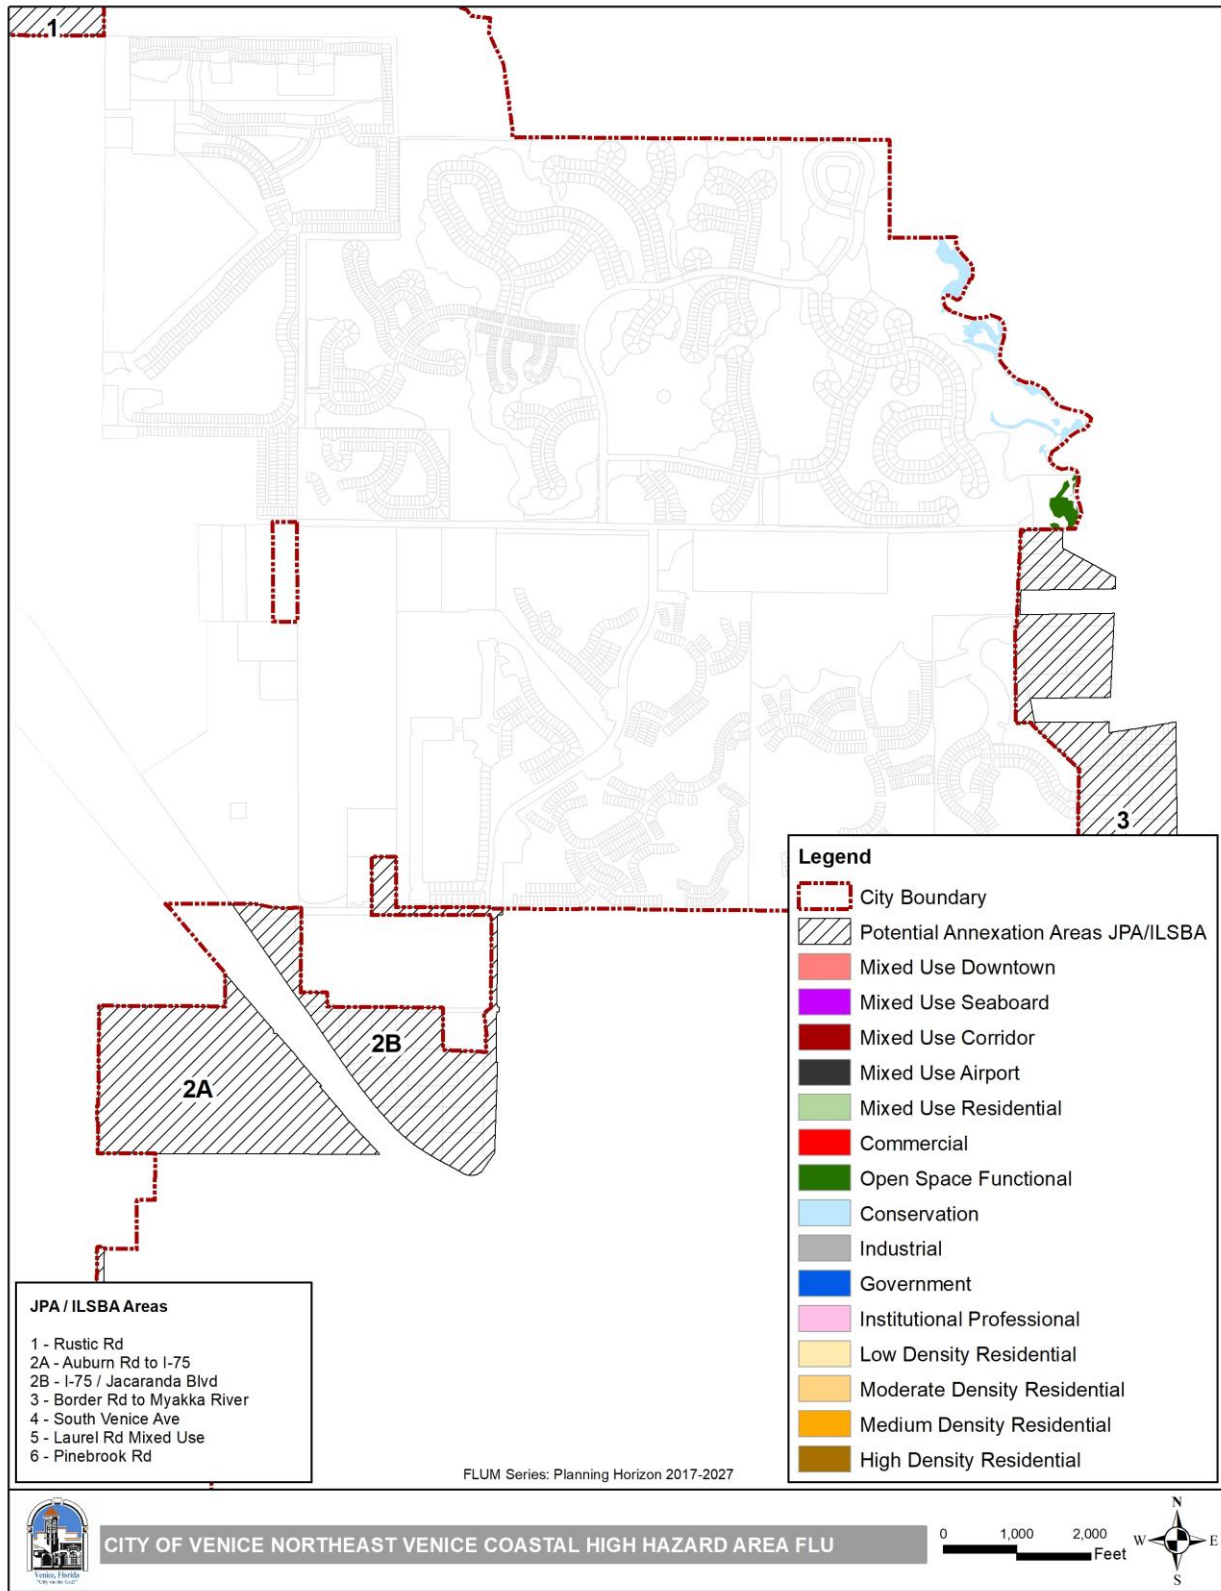 1
3
2B
2A
Legend
City Boundary
Potential Annexation Areas JPA/ILSBA
Mixed Use Downtown
Mixed Use Seaboard
Mixed Use Corridor
Mixed Use Airport
Mixed Use Residential
Commercial
Open Space Functional
Conservation
Industrial
Government
Institutional Professional
Low Density Residential
Moderate Density Residential
Medium Density Residential
High Density Residential
JPA / ILSBA Areas
1 - Rustic Rd
2A - Auburn Rd to I-75
2B - I-75 / Jacaranda Blvd
3 - Border Rd to Myakka River
4 - South Venice Ave
5 - Laurel Rd Mixed Use
6 - Pinebrook Rd
FLUM Series: Planning Horizon 2017-2027
Venice, Florida
"City on the Gulf"
CITY OF VENICE NORTHEAST VENICE COASTAL HIGH HAZARD AREA FLU
0 1,000 2,000
Feet
N
W E
S